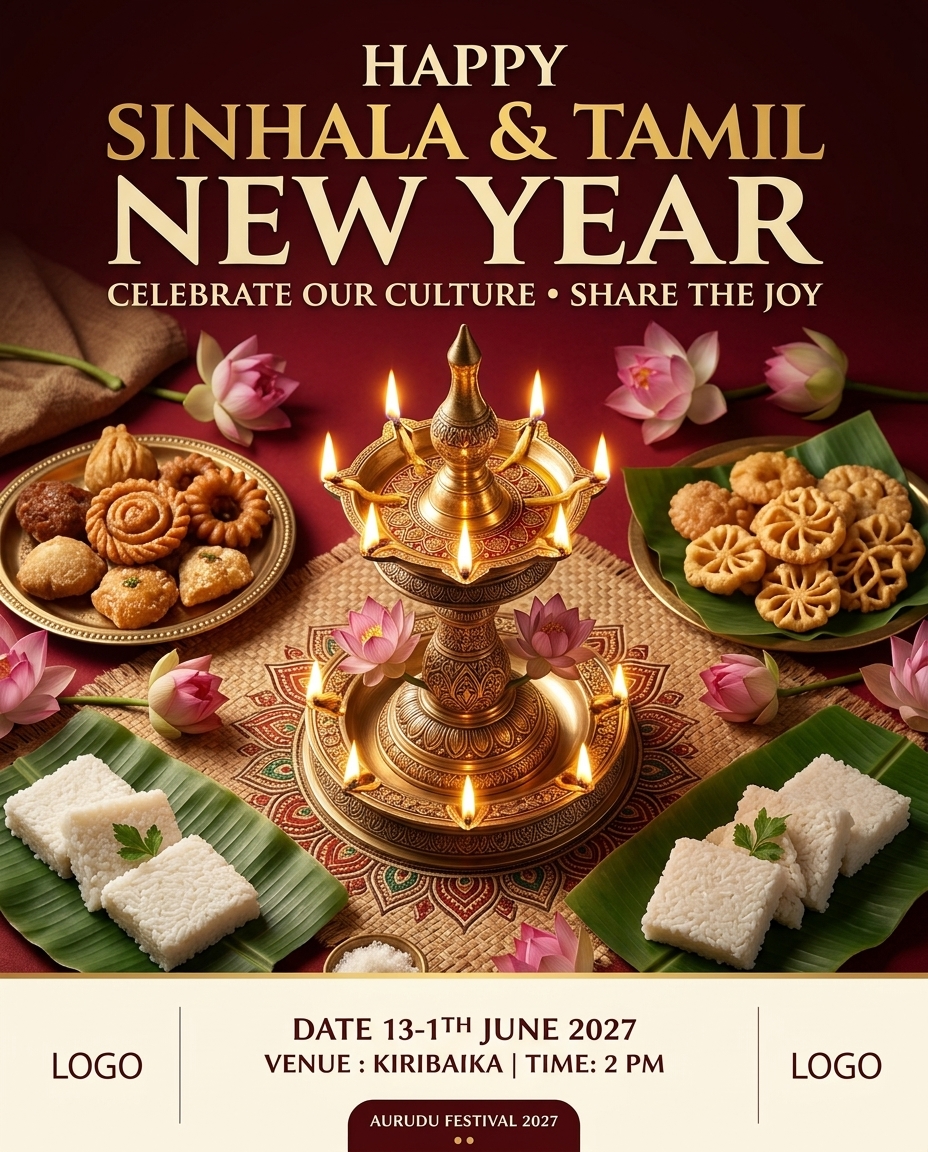 HAPPY
SINHALA & TAMIL
NEW YEAR
CELEBRATE OUR CULTURE • SHARE THE JOY
LOGO
DATE 13-1TH JUNE 2027
VENUE : KIRIBAIKA | TIME: 2 PM
LOGO
AURUDU FESTIVAL 2027